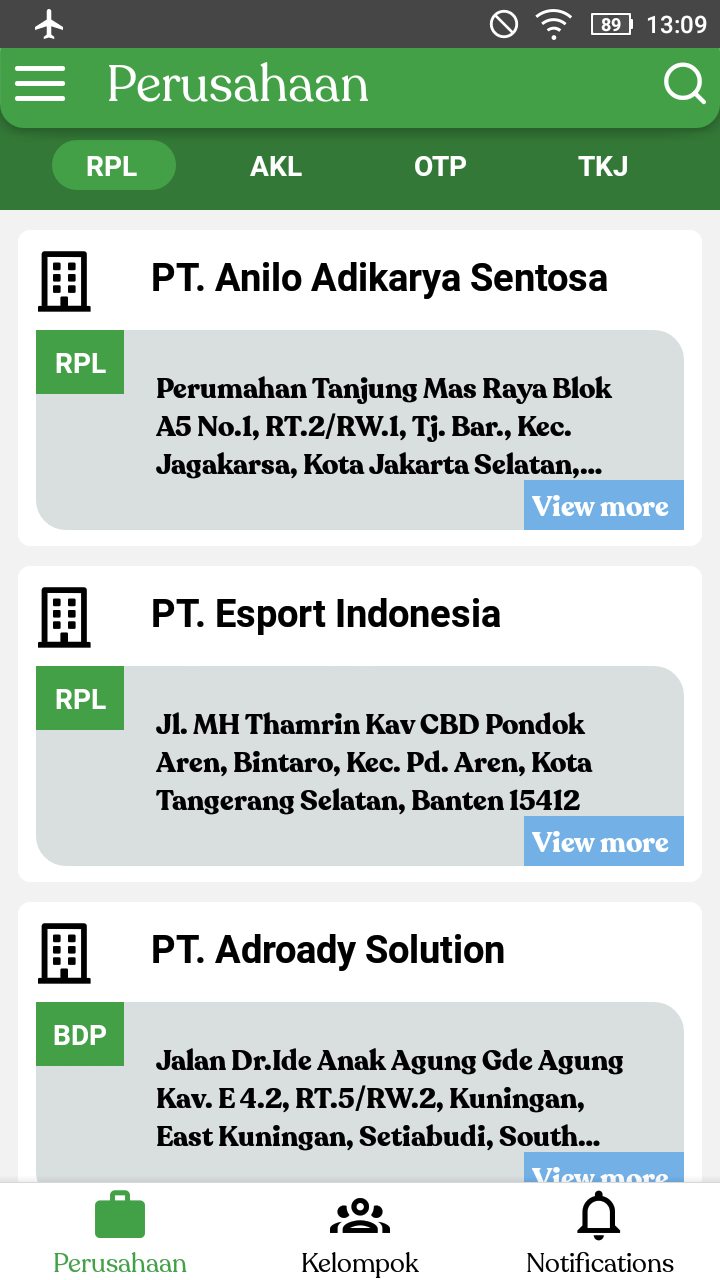 89 13:09
Perusahaan
RPL AKL OTP TKJ
PT. Anilo Adikarya Sentosa
RPL
Perumahan Tanjung Mas Raya Blok
A5 No.1, RT.2/RW.1, Tj. Bar., Kec.
Jagakarsa, Kota Jakarta Selatan,...
View more
PT. Esport Indonesia
RPL
Jl. MH Thamrin Kav CBD Pondok
Aren, Bintaro, Kec. Pd. Aren, Kota
Tangerang Selatan, Banten 15412
View more
PT. Adroady Solution
BDP
Jalan Dr.Ide Anak Agung Gde Agung
Kav. E 4.2, RT.5/RW.2, Kuningan,
East Kuningan, Setiabudi, South...
View more
Perusahaan Kelompok Notifications